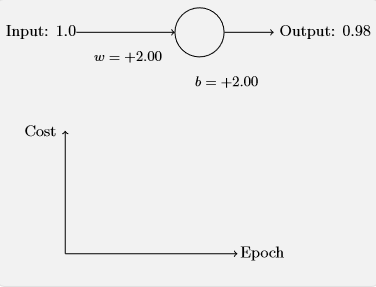 Input: 1.0
Output: 0.98
w = +2.00
b = +2.00
Cost
Epoch